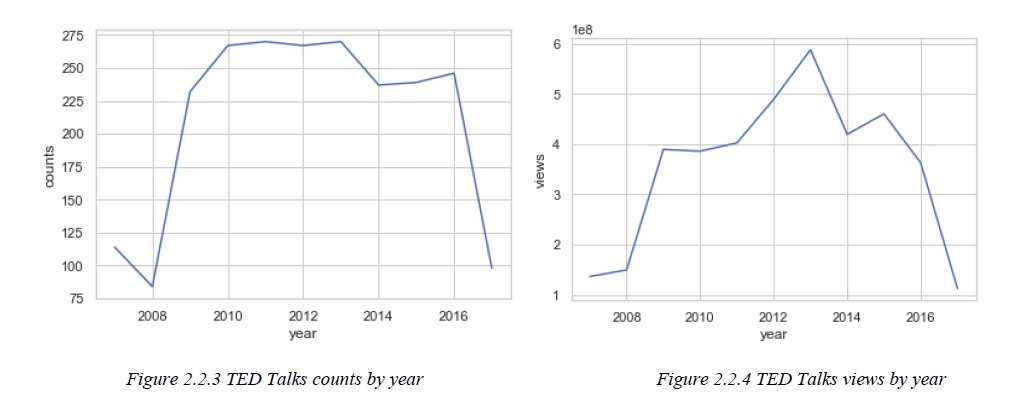 275
250
225
200
175
150
125
100
75
counts
2008 2010 2012 2014 2016
year
Figure 2.2.3 TED Talks counts by year
1e8
6
5
4
3
2
1
views
2008 2010 2012 2014 2016
year
Figure 2.2.4 TED Talks views by year